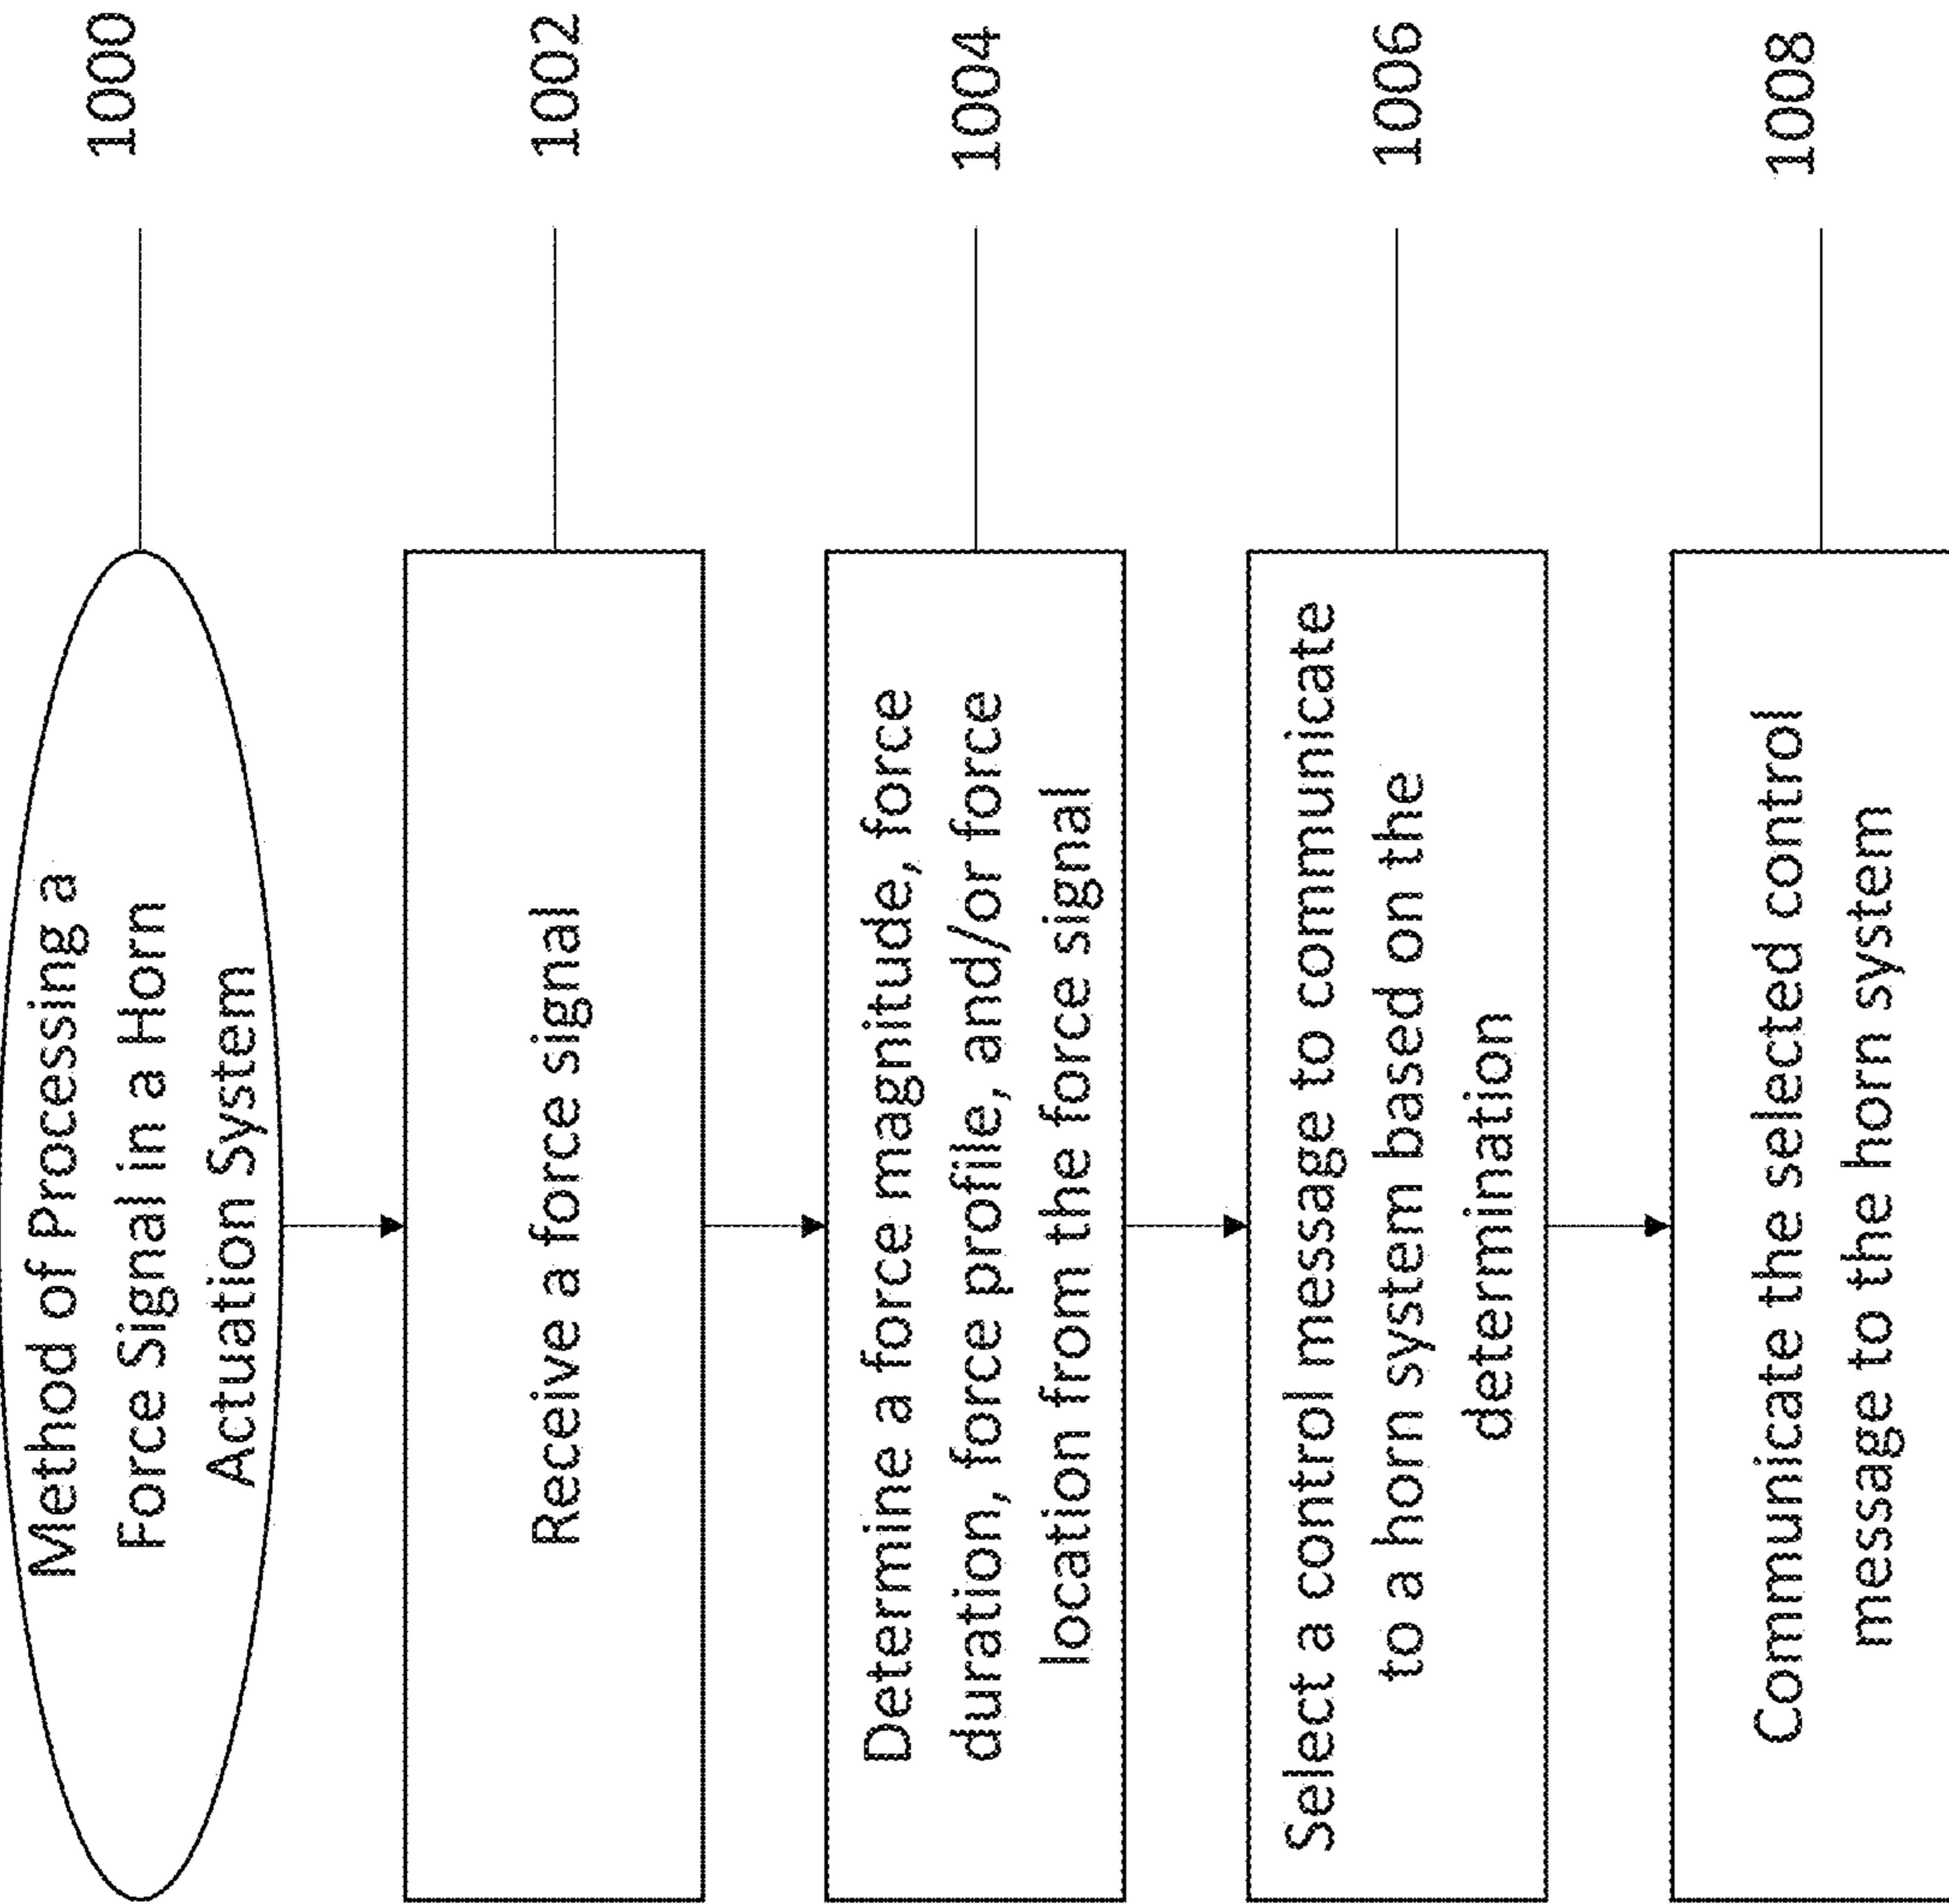 Method of Processing a
Force Signal in a Horn
Actuation System
1000
Receive a force signal
1002
Determine a force magnitude, force
duration, force profile, and/or force
location from the force signal
1004
Select a control message to communicate
to a horn system based on the
determination
1006
Communicate the selected control
message to the horn system
1008